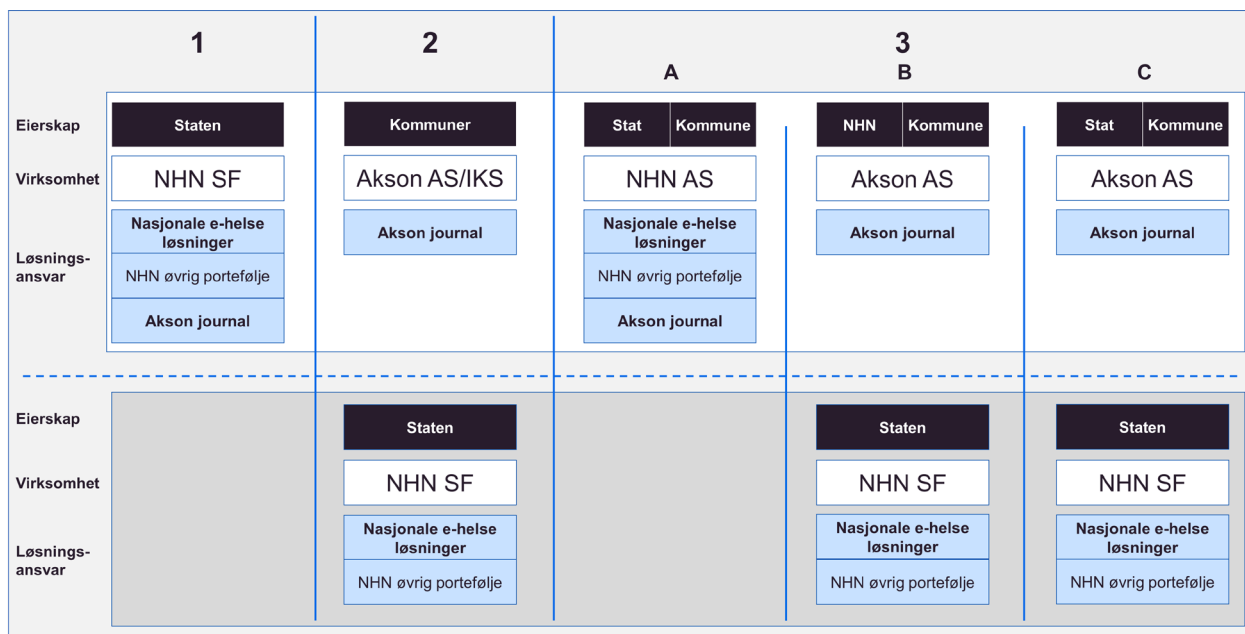 1
2
3
A
B
C
Eierskap
Staten
Kommuner
Stat
Kommune
NHN
Kommune
Stat
Kommune
Virksomhet
NHN SF
Akson AS/IKS
NHN AS
Akson AS
Akson AS
Løsnings-
ansvar
Nasjonale e-helse
løsninger
NHN øvrig portefølje
Akson journal
Akson journal
Nasjonale e-helse
løsninger
NHN øvrig portefølje
Akson journal
Akson journal
Akson journal
Eierskap
Staten
Staten
Staten
Virksomhet
NHN SF
NHN SF
NHN SF
Løsnings-
ansvar
Nasjonale e-helse
løsninger
NHN øvrig portefølje
Nasjonale e-helse
løsninger
NHN øvrig portefølje
Nasjonale e-helse
løsninger
NHN øvrig portefølje